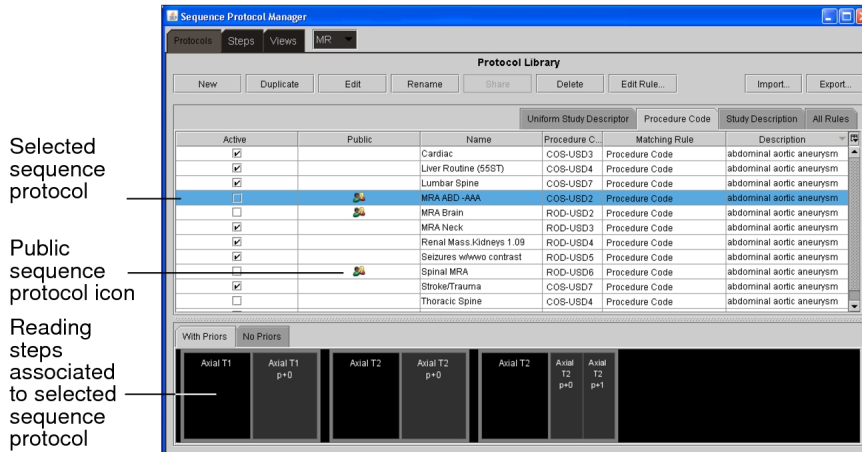 Sequence Protocol Manager
Protocols Steps Views MR
Protocol Library
New Duplicate Edit Rename Share Delete Edit Rule... Import... Export...
Uniform Study Descriptor Procedure Code Study Description All Rules
Active Public Name Procedure C... Matching Rule Description
Cardiac COS-USD3 Procedure Code abdominal aortic aneurysm
Liver Routine (55ST) COS-USD4 Procedure Code abdominal aortic aneurysm
Lumbar Spine COS-USD7 Procedure Code abdominal aortic aneurysm
MRA ABD -AAA COS-USD2 Procedure Code abdominal aortic aneurysm
MRA Brain ROD-USD2 Procedure Code abdominal aortic aneurysm
MRA Neck ROD-USD3 Procedure Code abdominal aortic aneurysm
Renal Mass.Kidneys 1.09 ROD-USD4 Procedure Code abdominal aortic aneurysm
Seizures w/wwo contrast ROD-USD5 Procedure Code abdominal aortic aneurysm
Spinal MRA ROD-USD6 Procedure Code abdominal aortic aneurysm
Stroke/Trauma COS-USD7 Procedure Code abdominal aortic aneurysm
Thoracic Spine COS-USD4 Procedure Code abdominal aortic aneurysm
With Priors No Priors
Axial T1 Axial T1 Axial T2 Axial T2 Axial T2 Axial Axial
p+0 p+0 T2 T2
p+0 p+1
Selected
sequence
protocol
Public
sequence
protocol icon
Reading
steps
associated
to selected
sequence
protocol